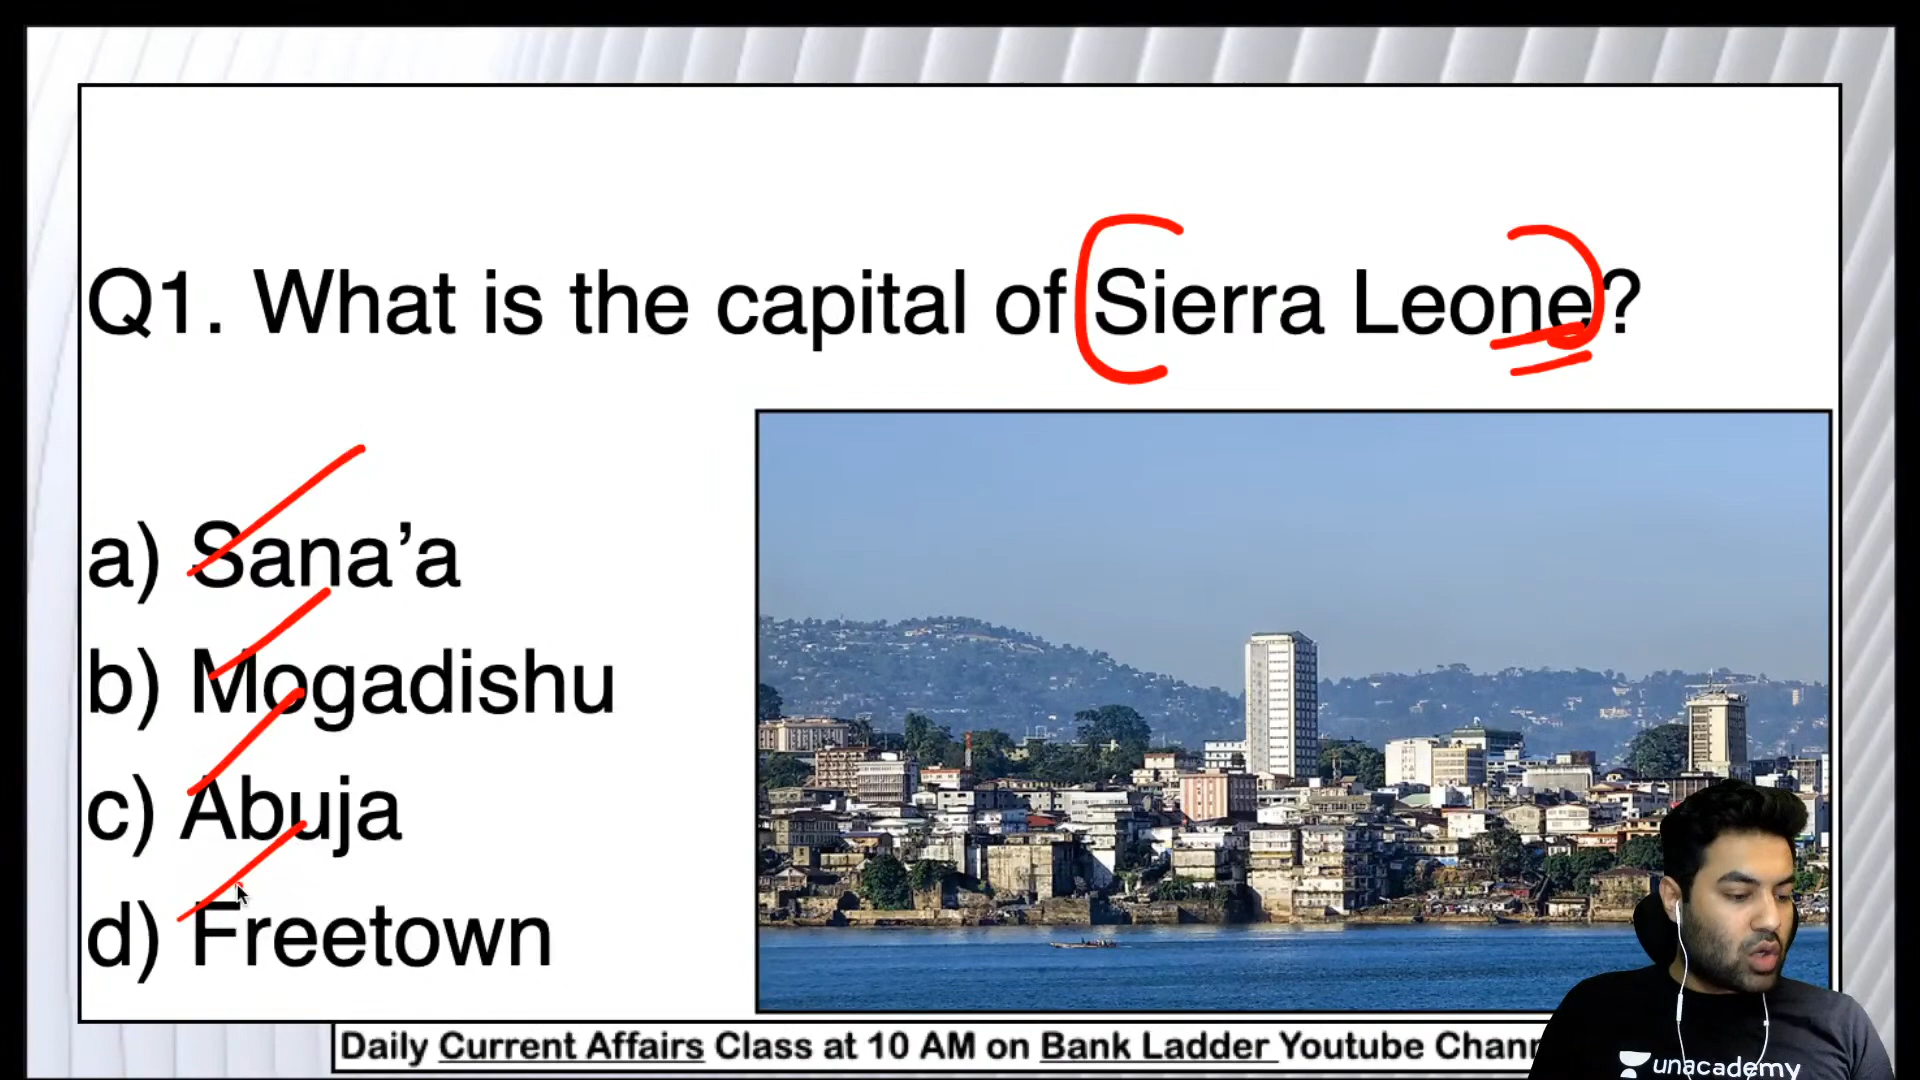 Q1. What is the capital of Sierra Leone?
a) Sana’a
b) Mogadishu
c) Abuja
d) Freetown
Daily Current Affairs Class at 10 AM on Bank Ladder Youtube Chann
unacademy